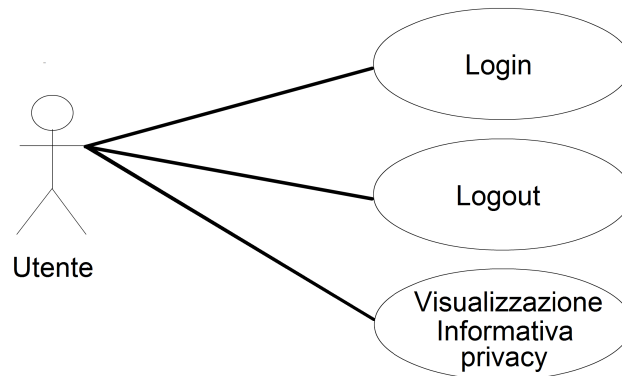 Login
Logout
Utente
Visualizzazione
Informativa
privacy